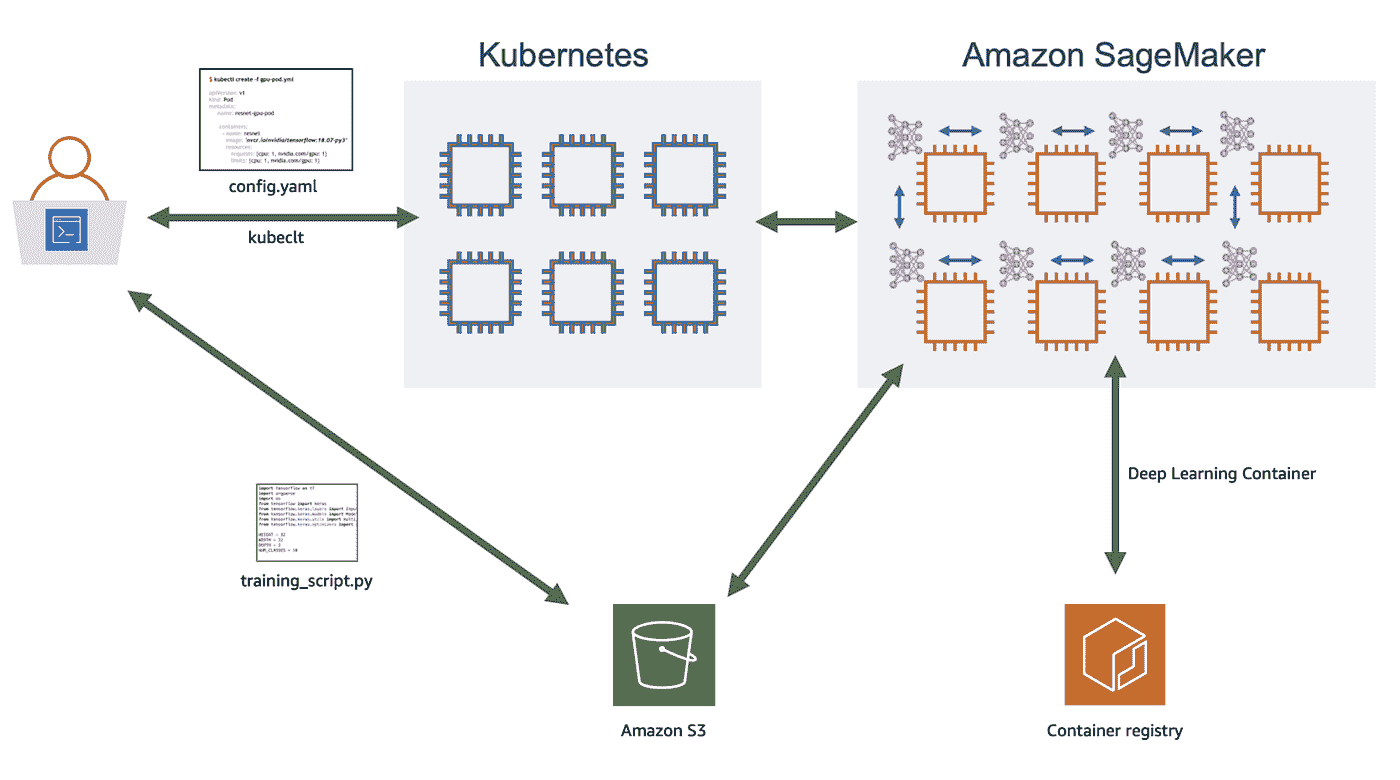 Kubernetes
Amazon SageMaker
$ kubectl create -f gpu-pod.yml
apiVersion: v1
kind: Pod
metadata:
name: resnet-gpu-pod
containers:
- name: resnet
image: "nvcr.io/nvidia/tensorflow:18.07-py3"
resources:
requests: {cpu: 1, nvidia.com/gpu: 1}
limits: {cpu: 1, nvidia.com/gpu: 1}
config.yaml
kubeclt
import tensorflow as tf
import argparse
import os
from tensorflow import keras
from tensorflow.keras.layers import Input
from tensorflow.keras.models import Model
from tensorflow.keras.utils import multi
from tensorflow.keras.optimizers import
HEIGHT = 32
WIDTH = 32
DEPTH = 3
NUM_CLASSES = 10
training_script.py
Deep Learning Container
Amazon S3
Container registry